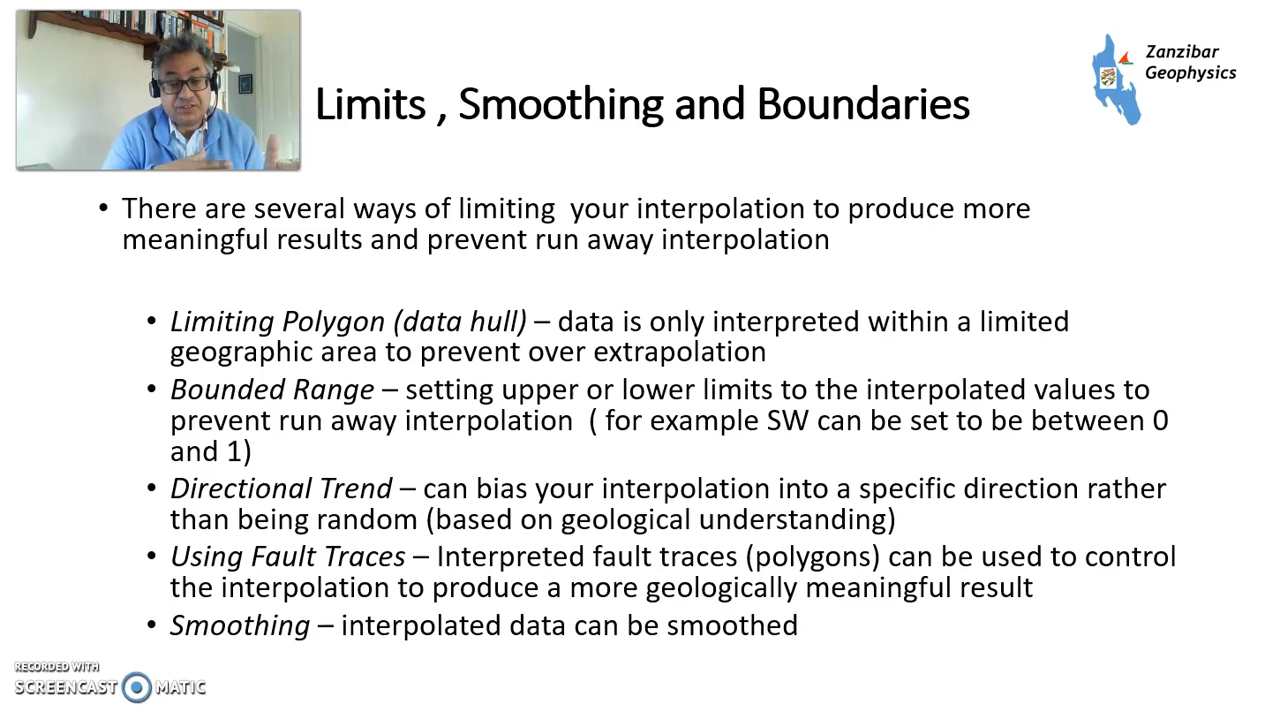 Zanzibar
Geophysics
Limits , Smoothing and Boundaries
• There are several ways of limiting  your interpolation to produce more
meaningful results and prevent run away interpolation
• Limiting Polygon (data hull) – data is only interpreted within a limited
geographic area to prevent over extrapolation
• Bounded Range – setting upper or lower limits to the interpolated values to
prevent run away interpolation  ( for example SW can be set to be between 0
and 1)
• Directional Trend – can bias your interpolation into a specific direction rather
than being random (based on geological understanding)
• Using Fault Traces – Interpreted fault traces (polygons) can be used to control
the interpolation to produce a more geologically meaningful result
• Smoothing – interpolated data can be smoothed
RECORDED WITH
SCREENCAST MATIC